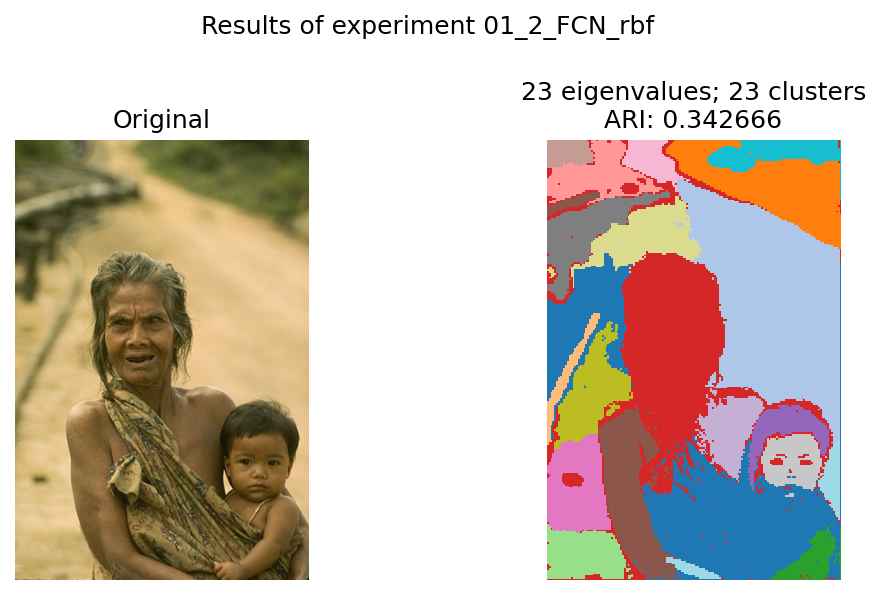 Results of experiment 01_2_FCN_rbf
Original
23 eigenvalues; 23 clusters
ARI: 0.342666